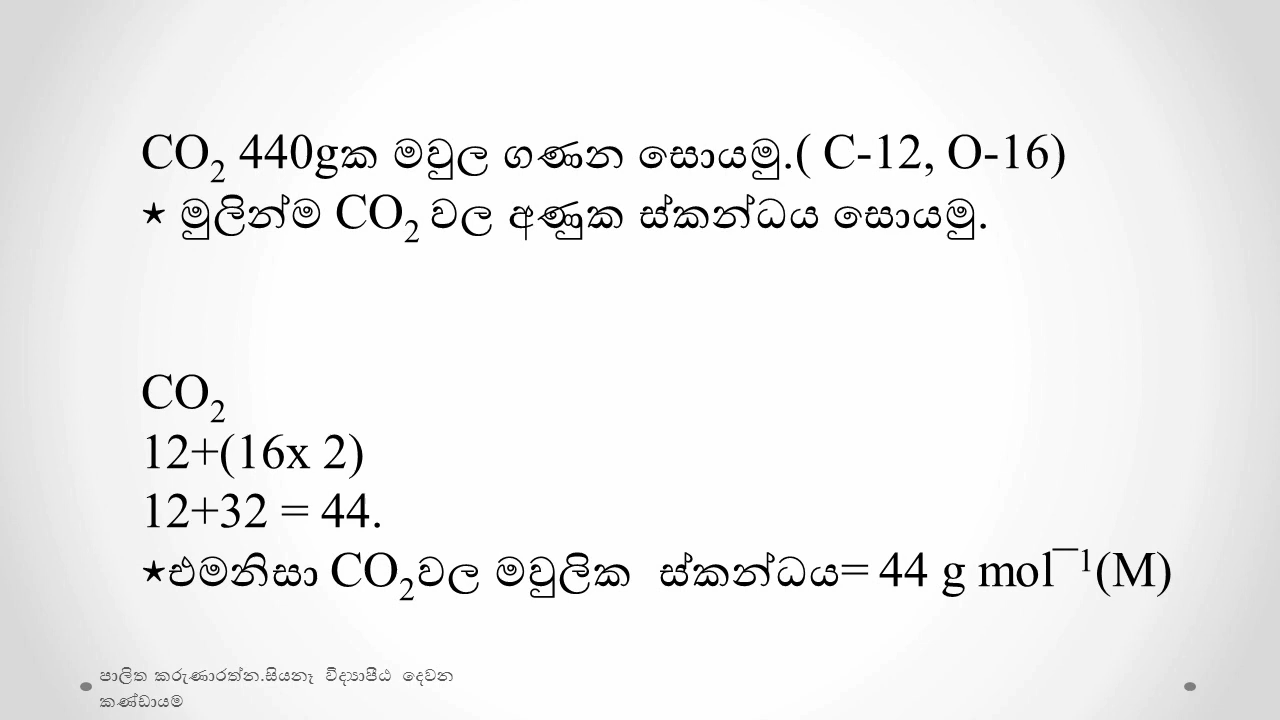 CO₂ 440gක මවුල ගණන සොයමු.( C-12, O-16)
⋆ මුලින්ම CO₂ වල අණුක ස්කන්ධය සොයමු.
CO₂
12+(16x 2)
12+32 = 44.
⋆එමනිසා CO₂වල මවුලික ස්කන්ධය= 44 g mol¯¹(M)
පාලිත කරුණාරත්න.සියනෑ විද්‍යාපීඨ දෙවන
කණ්ඩායම